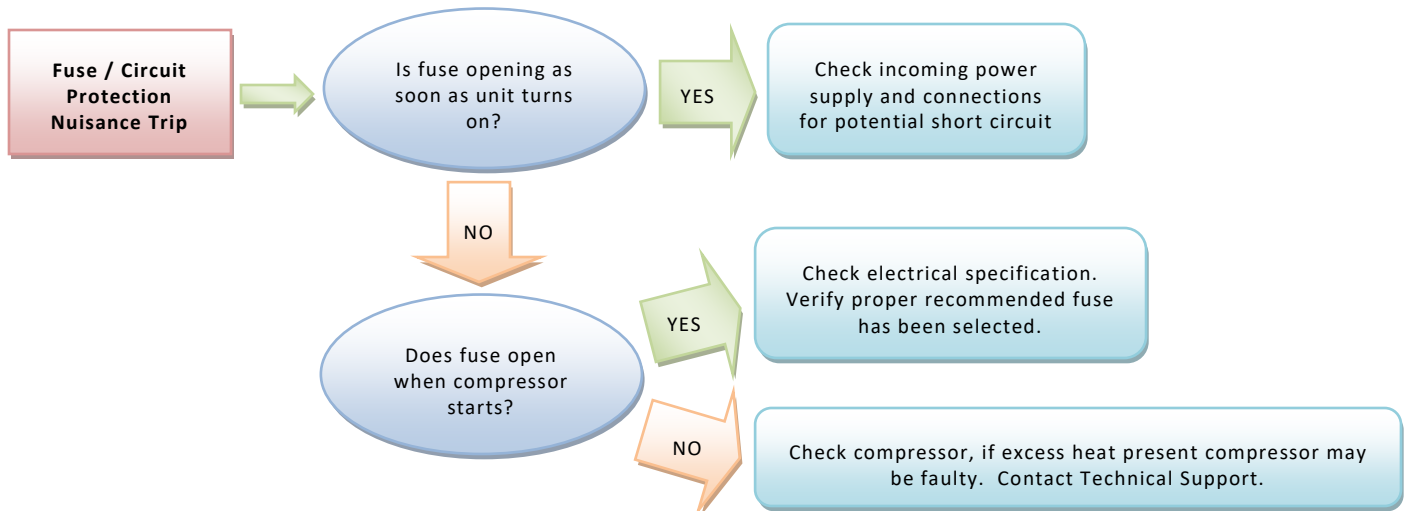 Fuse / Circuit
Protection
Nuisance Trip
Is fuse opening as
soon as unit turns
on?
YES
Check incoming power
supply and connections
for potential short circuit
NO
Does fuse open
when compressor
starts?
YES
Check electrical specification.
Verify proper recommended fuse
has been selected.
NO
Check compressor, if excess heat present compressor may
be faulty.  Contact Technical Support.